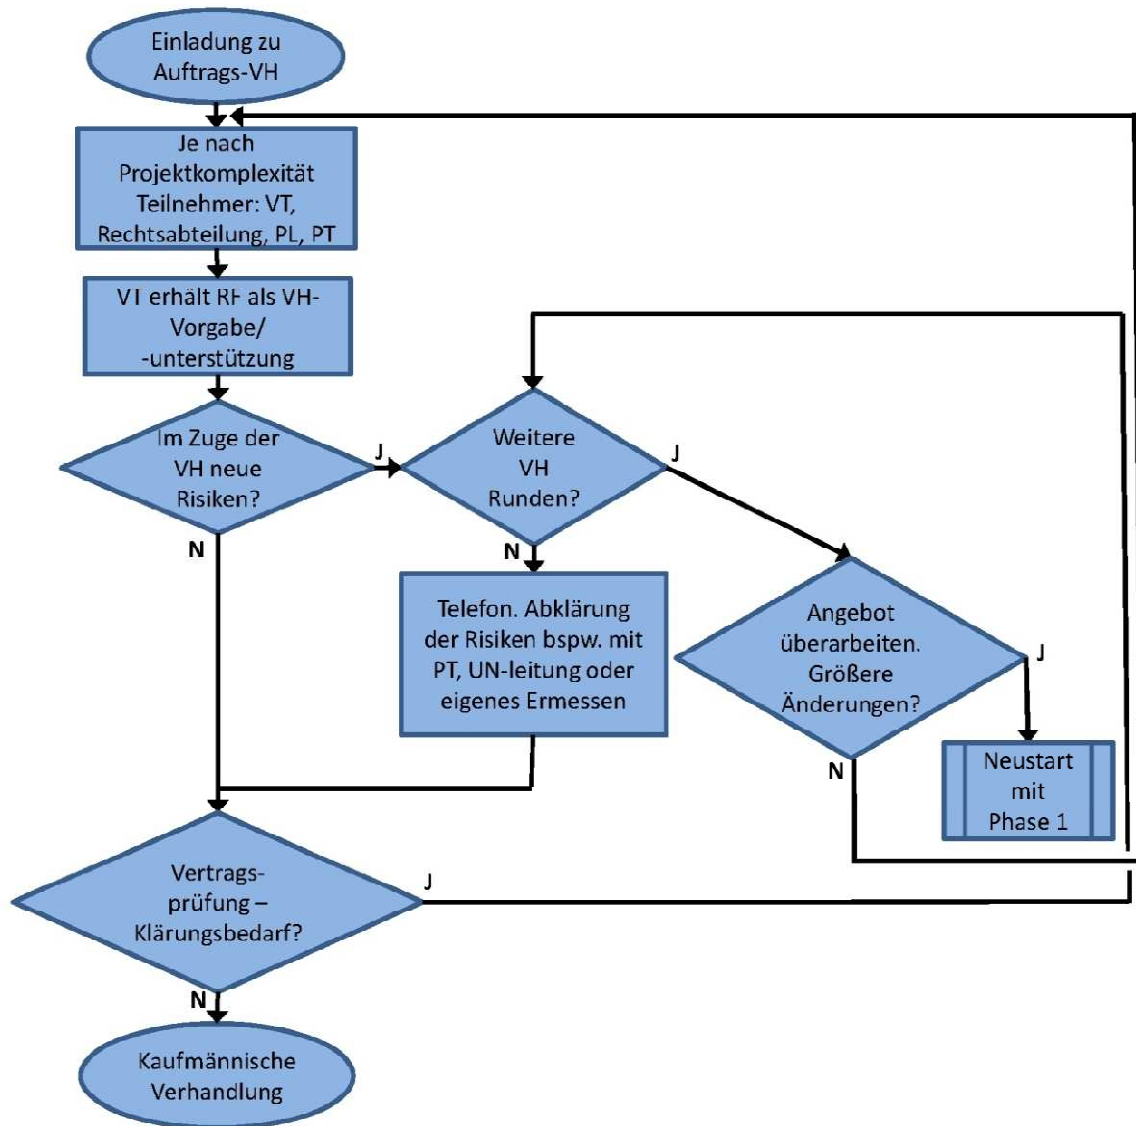 Einladung zu
Auftrags-VH
Je nach
Projektkomplexität
Teilnehmer: VT,
Rechtsabteilung, PL, PT
VT erhält RF als VH-
Vorgabe/
-unterstützung
Im Zuge der
VH neue
Risiken?
J
N
Weitere
VH
Runden?
J
N
Telefon. Abklärung
der Risiken bspw. mit
PT, UN-leitung oder
eigenes Ermessen
Angebot
überarbeiten.
Größere
Änderungen?
J
N
Neustart
mit
Phase 1
Vertrags-
prüfung –
Klärungsbedarf?
J
N
Kaufmännische
Verhandlung